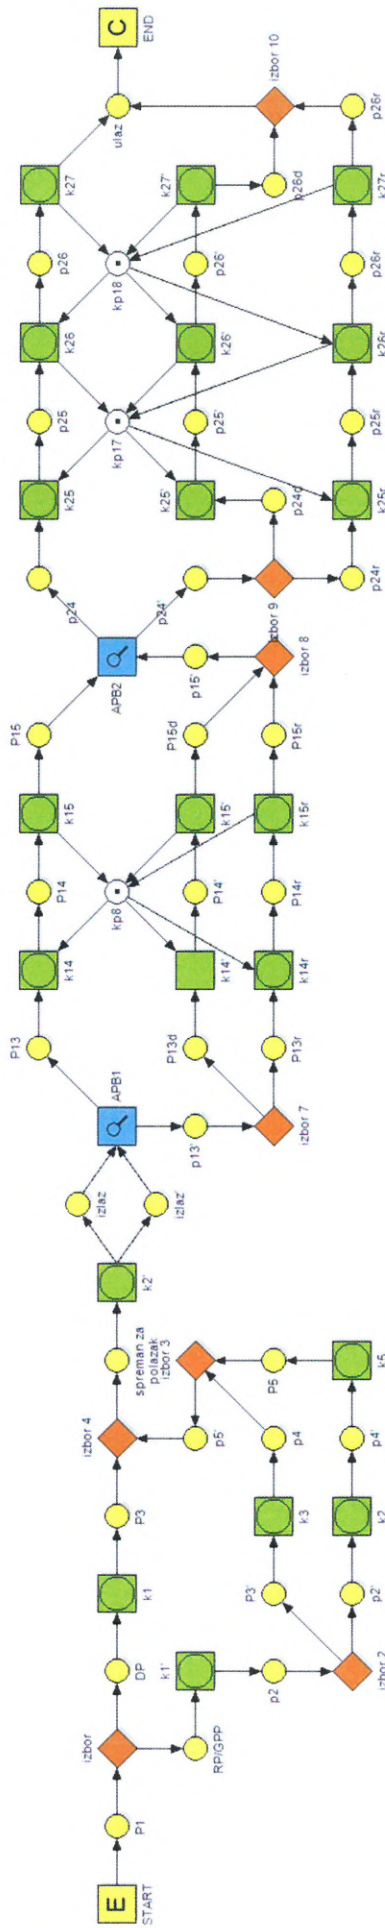 E
START
P1
izbor
DP
k1
P3
izbor 4
spreman za
polazak
k2'
izlaz
izlaz'
APB1
P13
k14
P14
k15
P15
kp8
APB2
p24
k25
p25
k26
p26
k27
ulaz
C
END
kp17
kp18
RP/GPP
k1'
p2
izbor 2
P3'
k3
p4
izbor 3
p5'
p2'
k2
p4'
k5
P5
p13'
izbor 7
P13d
k14'
P14'
k15'
P15d
p15'
izbor 8
P13r
k14r
P14r
k15r
P15r
p24'
izbor 9
p24d
k25'
p25'
k26'
p26'
k27'
p26d
izbor 10
p24r
k25r
p25r
k26r
p26r
k27r
p26r